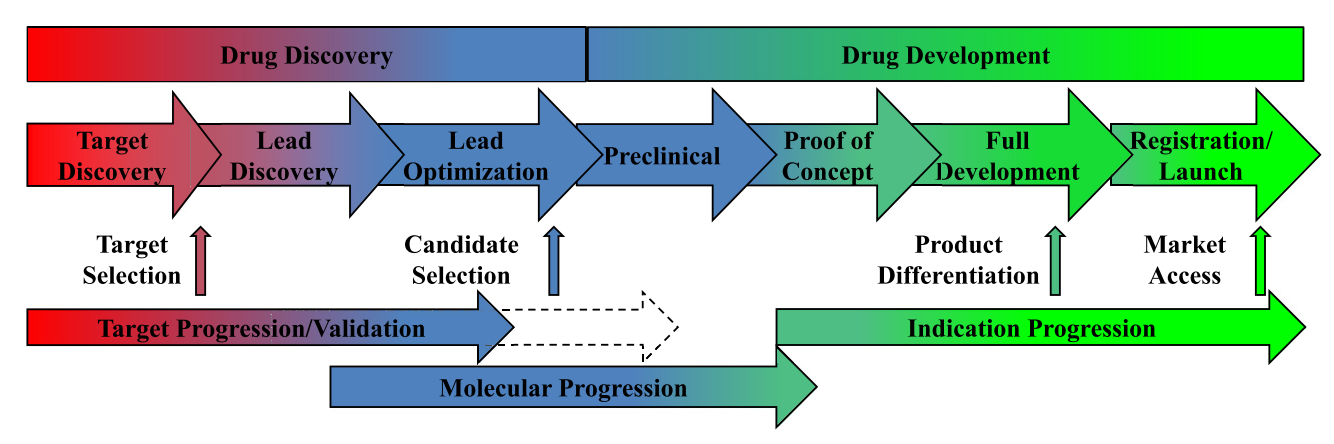 Drug Discovery
Drug Development
Target
Discovery
Lead
Discovery
Lead
Optimization
Preclinical
Proof of
Concept
Full
Development
Registration/
Launch
Target
Selection
Candidate
Selection
Product
Differentiation
Market
Access
Target Progression/Validation
Indication Progression
Molecular Progression